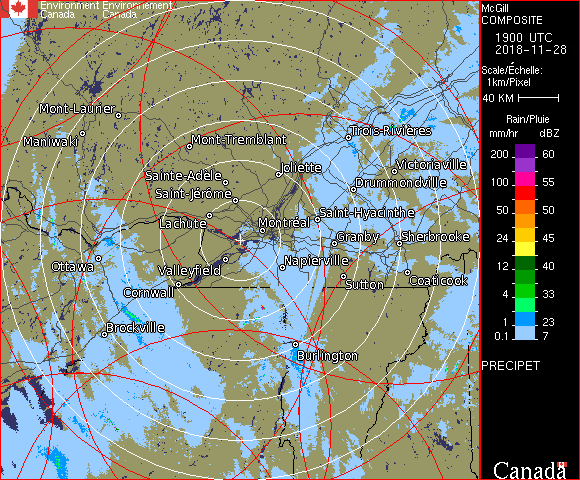 Environment Environnement
Canada Canada
Mont-Laurier
Maniwaki
Mont-Tremblant
Trois-Rivières
Sainte-Adèle
Joliette
Victoriaville
Saint-Jérôme
Drummondville
Lachute
Saint-Hyacinthe
Montréal
Granby
Sherbrooke
Ottawa
Valleyfield
Napierville
Cornwall
Sutton
Coaticook
Brockville
Burlington
McGill
COMPOSITE
1900 UTC
2018-11-28
Scale/Échelle:
1km/Pixel
40 KM
Rain/Pluie
mm/hr dBZ
200 60
100 55
50 50
24 45
12 40
4 33
1 23
0.1 7
PRECIPET
Canada